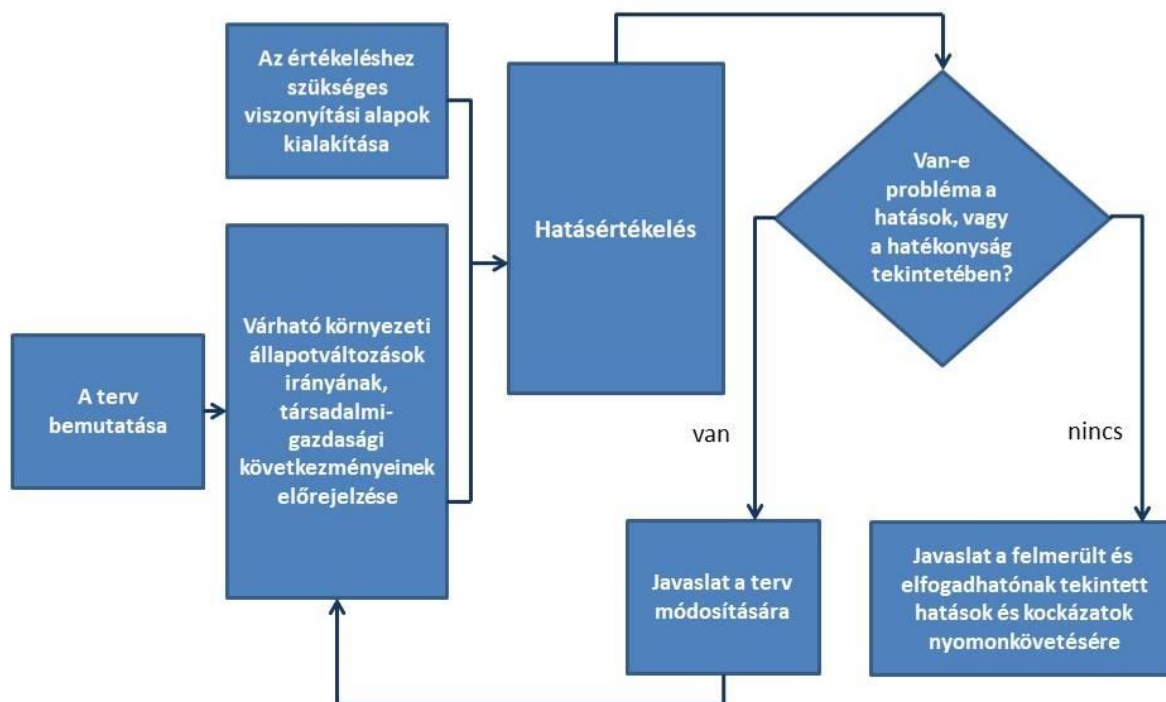 Az értékeléshez
szükséges
viszonyítási alapok
kialakítása
A terv
bemutatása
Várható környezeti
állapotváltozások
irányának,
társadalmi-
gazdasági
következményeinek
előrejelzése
Hatásértékelés
Van-e
probléma a
hatások, vagy
a hatékonyság
tekintetében?
van
nincs
Javaslat a terv
módosítására
Javaslat a felmerült és
elfogadhatónak tekintett
hatások és kockázatok
nyomonkövetésére